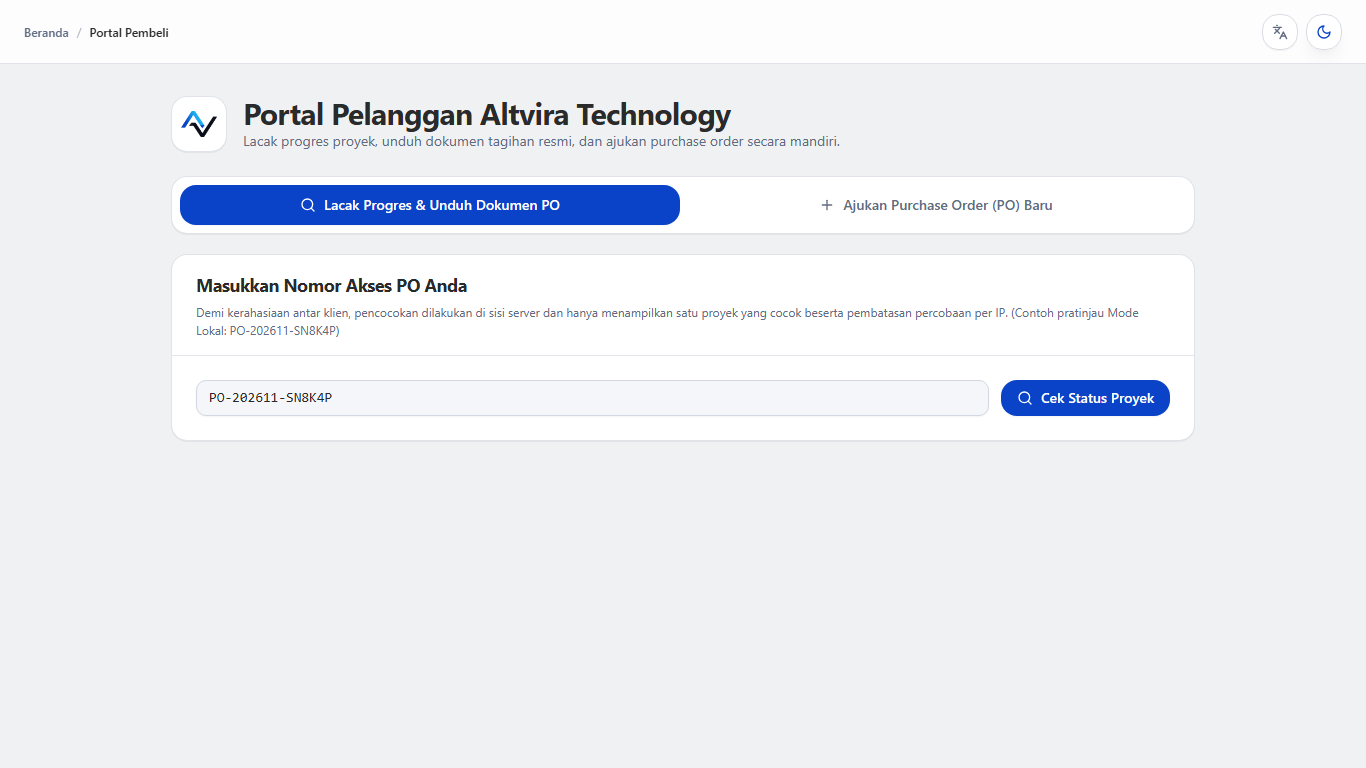 Beranda / Portal Pembeli
Portal Pelanggan Altvira Technology
Lacak progres proyek, unduh dokumen tagihan resmi, dan ajukan purchase order secara mandiri.
Lacak Progres & Unduh Dokumen PO
Ajukan Purchase Order (PO) Baru
Masukkan Nomor Akses PO Anda
Demi kerahasiaan antar klien, pencocokan dilakukan di sisi server dan hanya menampilkan satu proyek yang cocok beserta pembatasan percobaan per IP. (Contoh pratinjau Mode
Lokal: PO-202611-SN8K4P)
PO-202611-SN8K4P
Cek Status Proyek